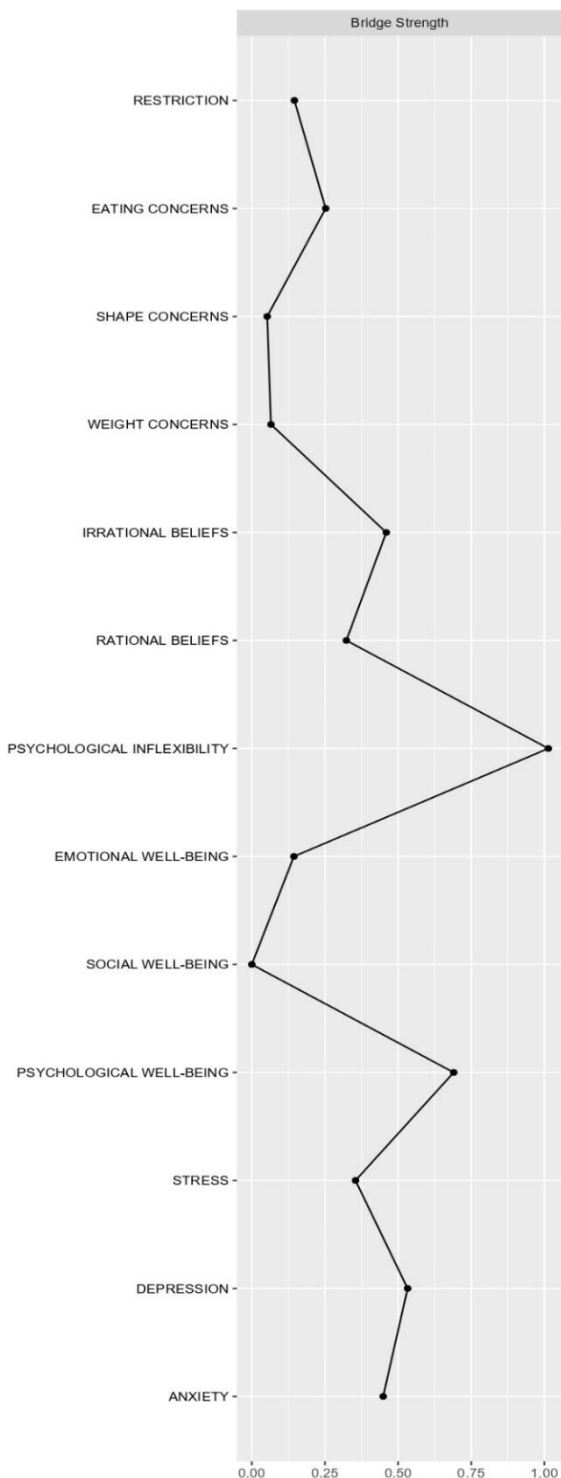 Bridge Strength
RESTRICTION
EATING CONCERNS
SHAPE CONCERNS
WEIGHT CONCERNS
IRRATIONAL BELIEFS
RATIONAL BELIEFS
PSYCHOLOGICAL INFLEXIBILITY
EMOTIONAL WELL-BEING
SOCIAL WELL-BEING
PSYCHOLOGICAL WELL-BEING
STRESS
DEPRESSION
ANXIETY
0.00 0.25 0.50 0.75 1.00